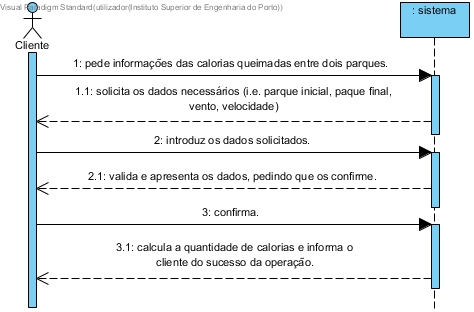 Visual Paradigm Standard(utilizador(Instituto Superior de Engenharia do Porto))
: sistema
Cliente
1: pede informações das calorias queimadas entre dois parques.
1.1: solicita os dados necessários (i.e. parque inicial, paque final,
vento, velocidade)
2: introduz os dados solicitados.
2.1: valida e apresenta os dados, pedindo que os confirme.
3: confirma.
3.1: calcula a quantidade de calorias e informa o
cliente do sucesso da operação.